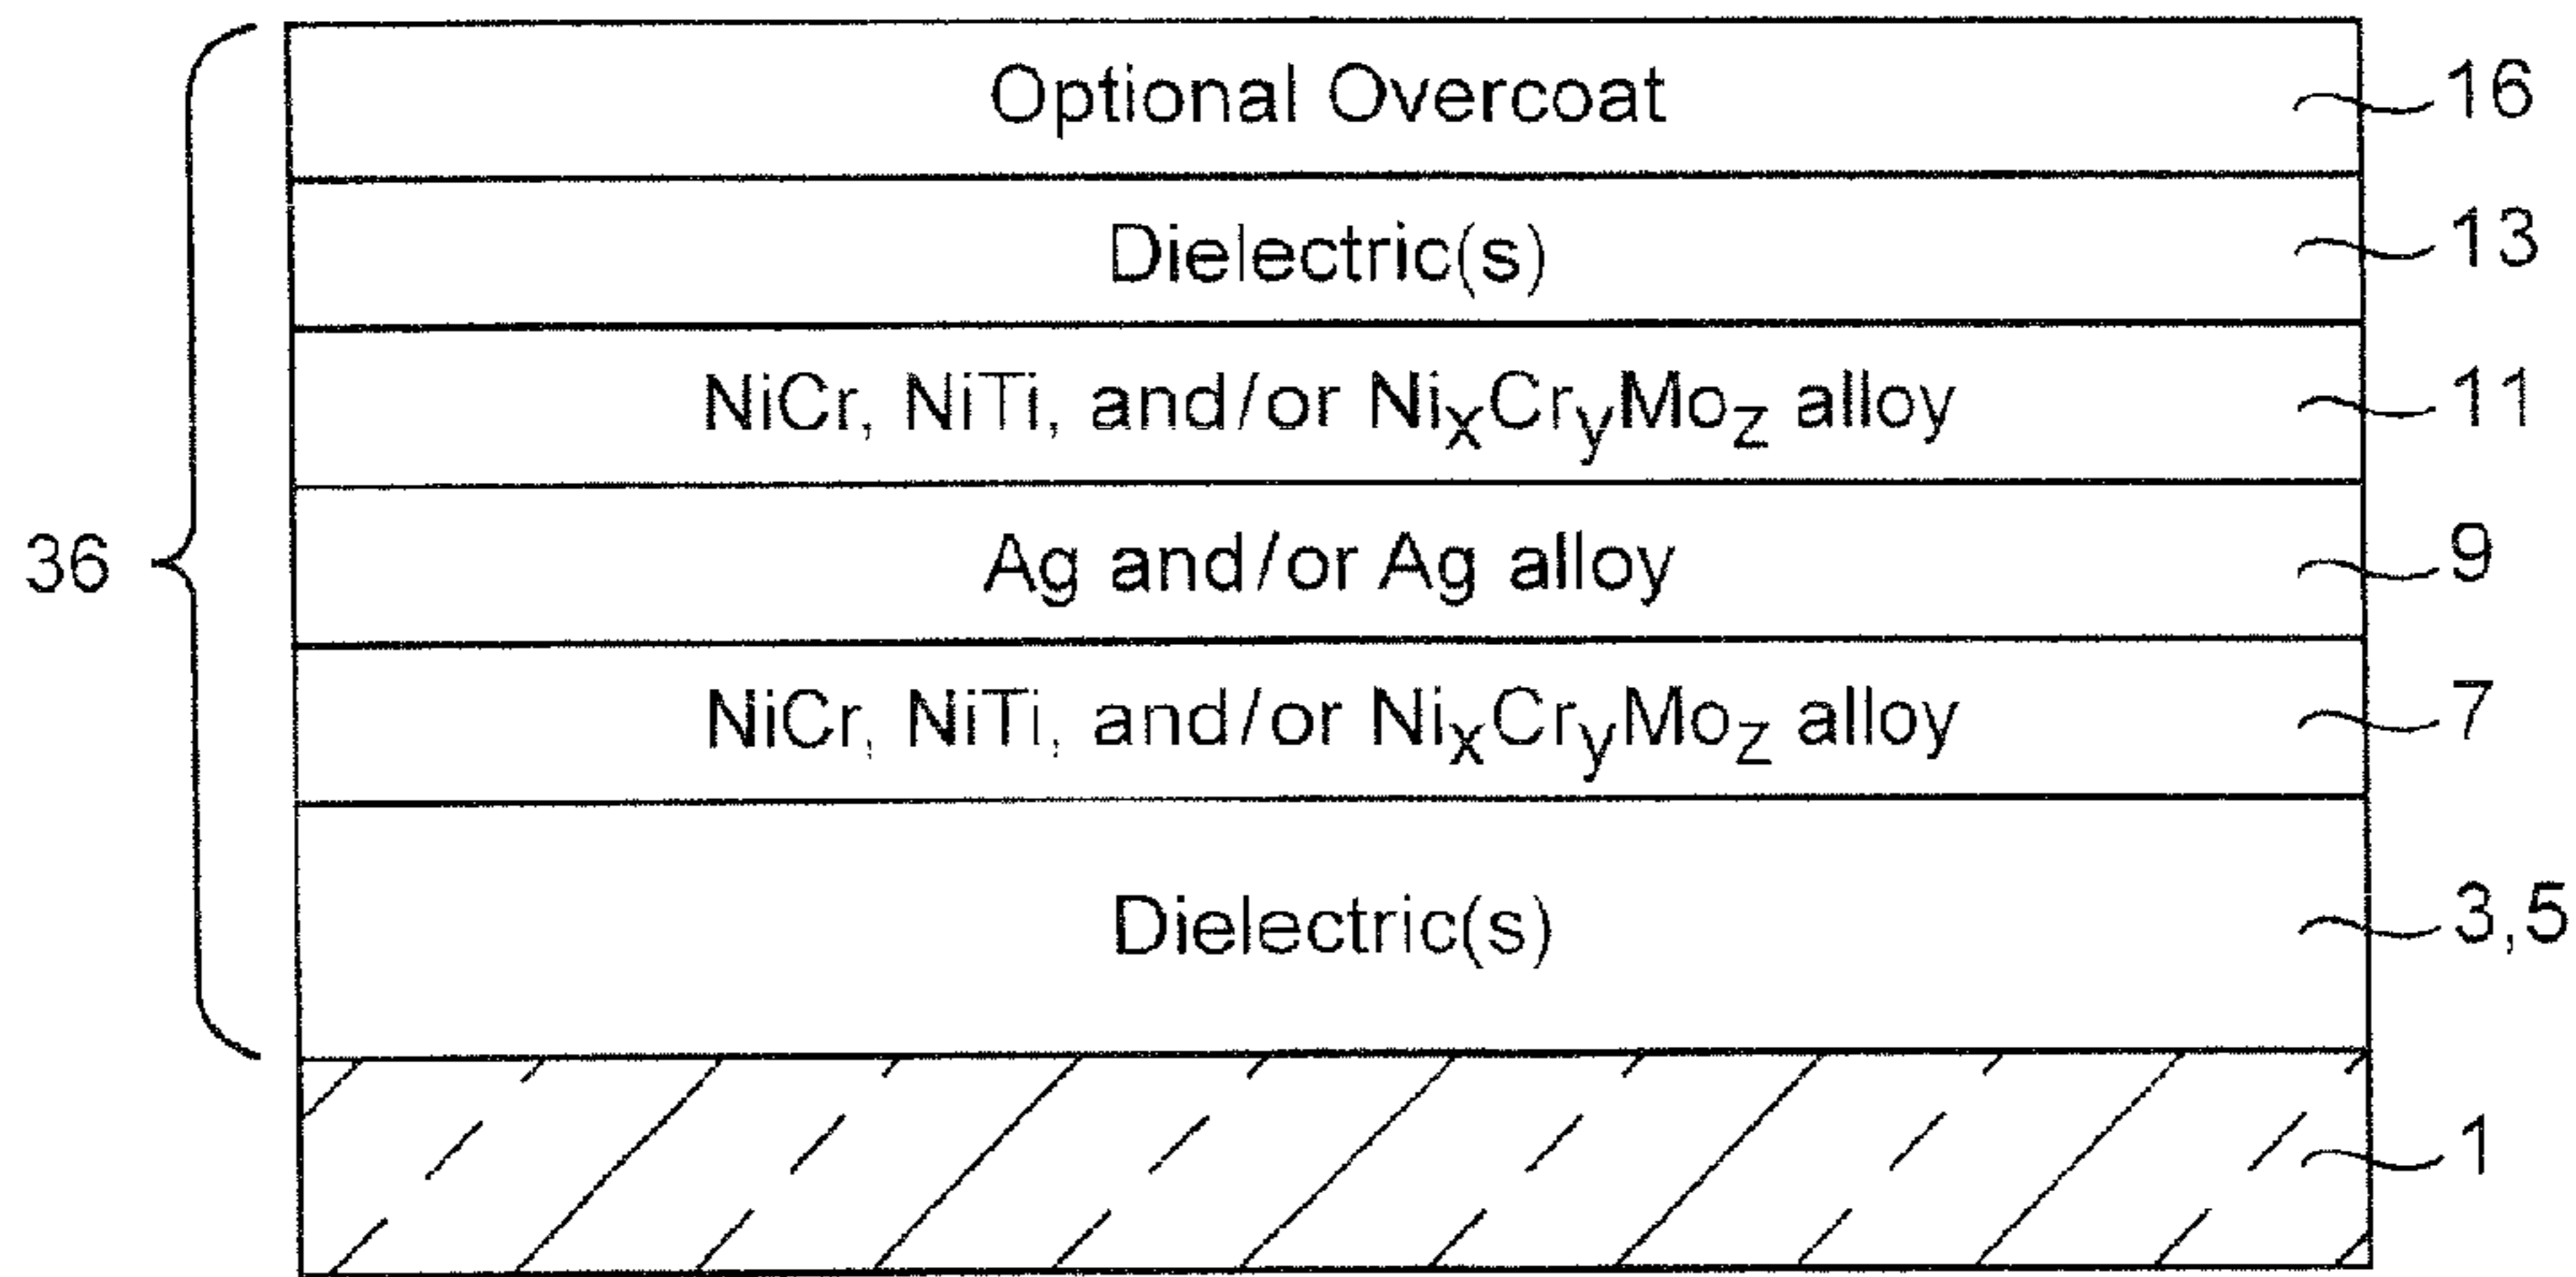 Optional Overcoat 16
Dielectric(s) 13
NiCr, NiTi, and/or NixCryMoz alloy 11
36
Ag and/or Ag alloy 9
NiCr, NiTi, and/or NixCryMoz alloy 7
Dielectric(s) 3,5
1